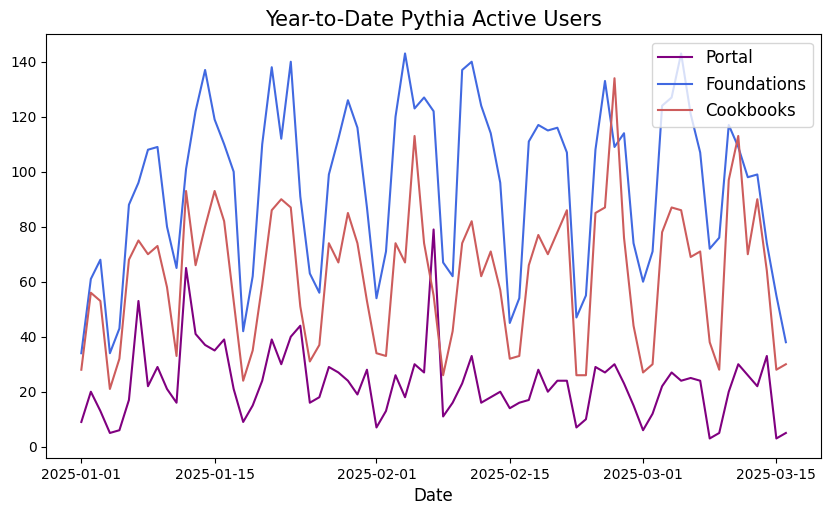 Year-to-Date Pythia Active Users
Portal
Foundations
Cookbooks
140
120
100
80
60
40
20
0
2025-01-01
2025-01-15
2025-02-01
2025-02-15
2025-03-01
2025-03-15
Date